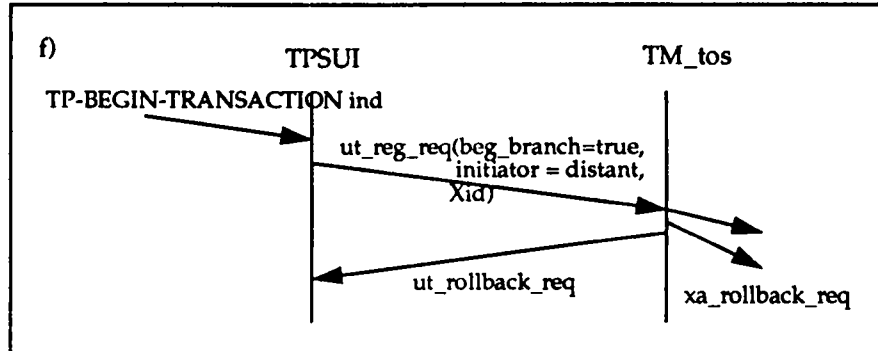 f)
TPSUI
TM_tos
TP-BEGIN-TRANSACTION ind
ut_reg_req(beg_branch=true,
initiator = distant,
Xid)
ut_rollback_req
xa_rollback_req